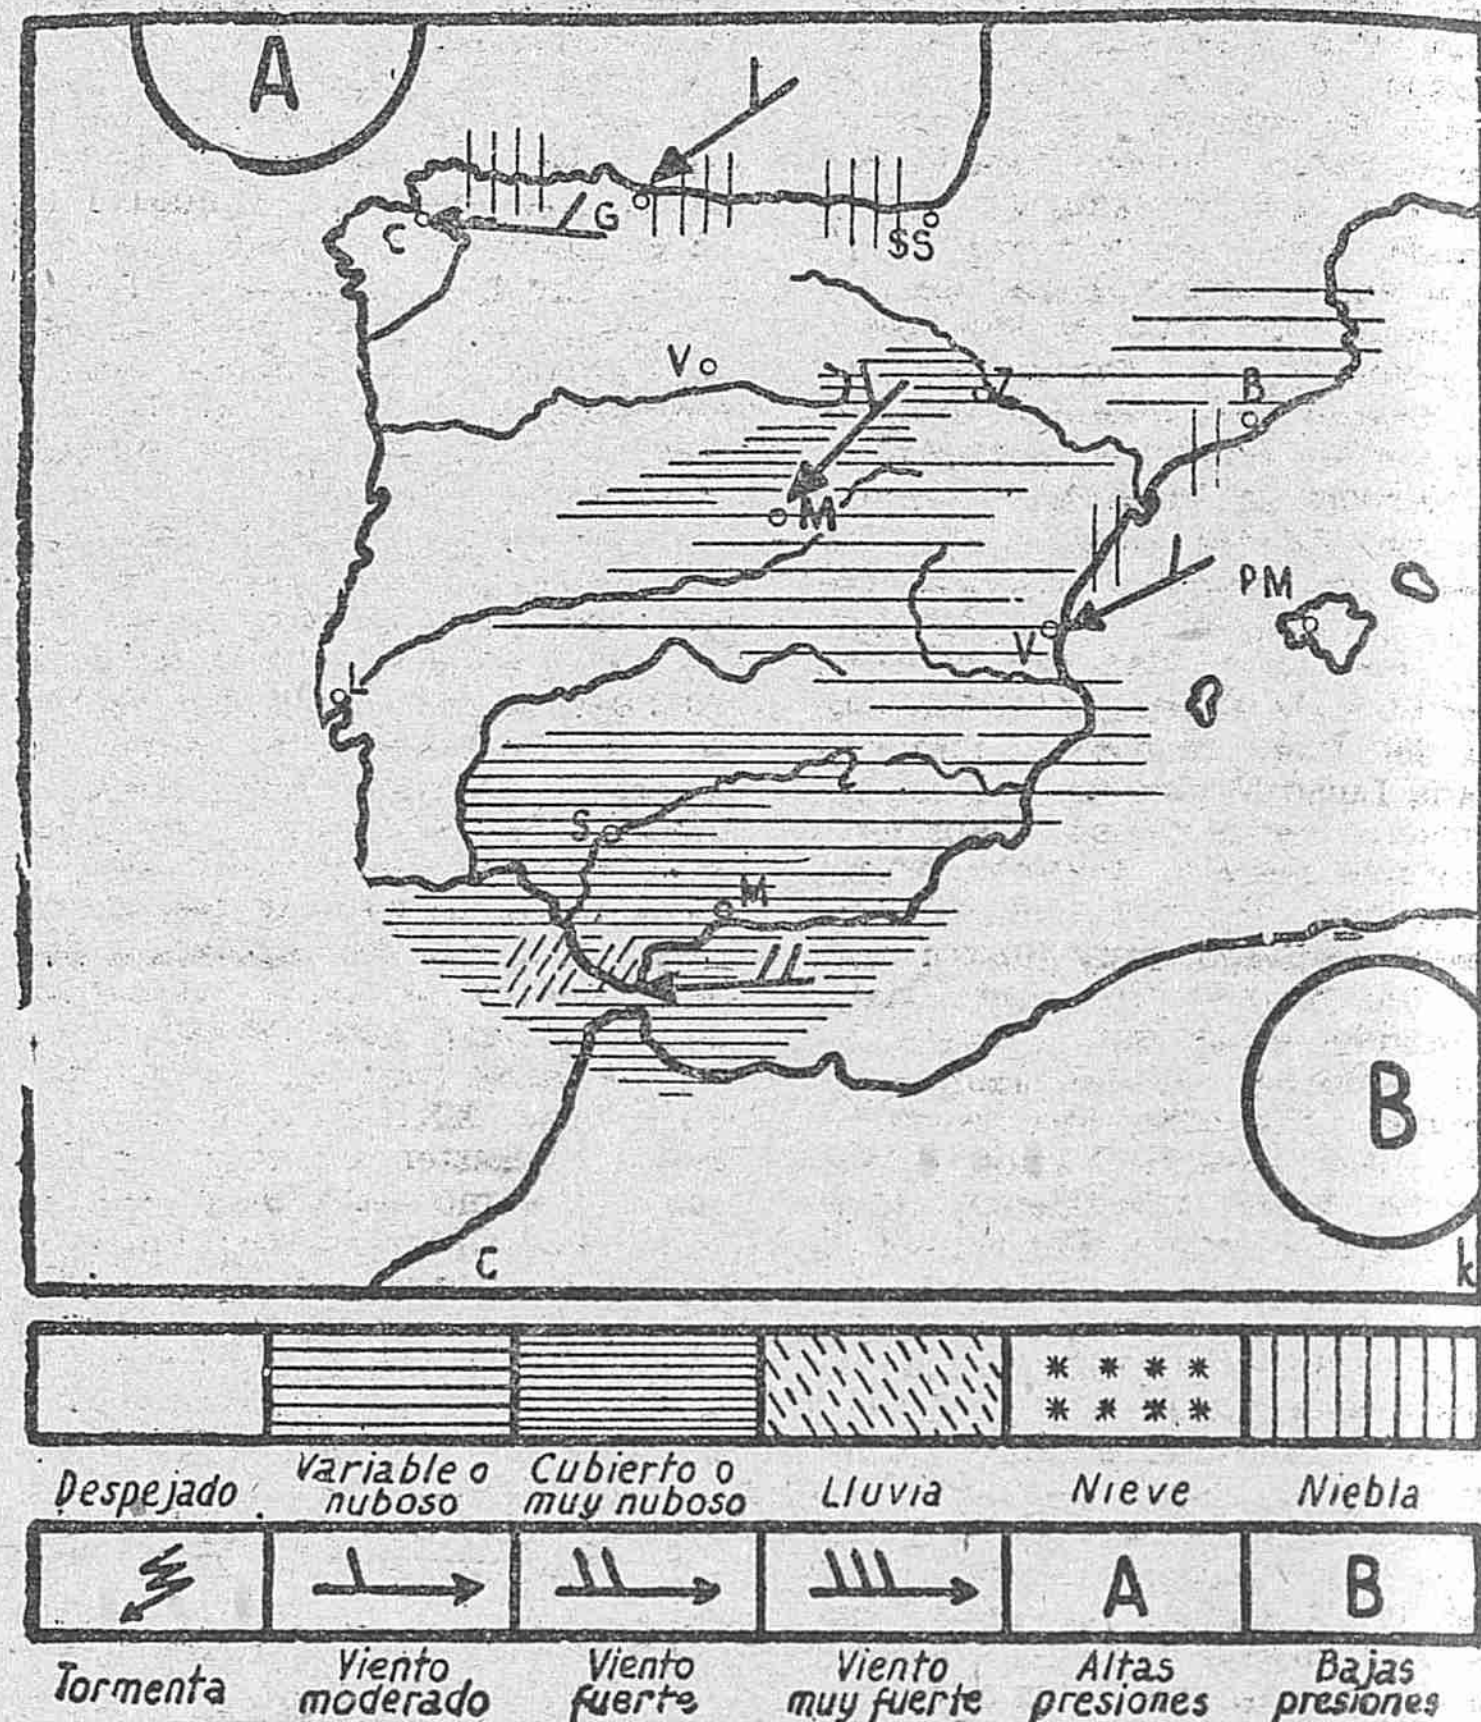 A
C
G
SS
V
Z
B
M
PM
V
L
S
M
B
C
k
Despejado
Variable o nuboso
Cubierto o muy nuboso
Lluvia
Nieve
Niebla
A
B
Tormenta
Viento moderado
Viento fuerte
Viento muy fuerte
Altas presiones
Bajas presiones